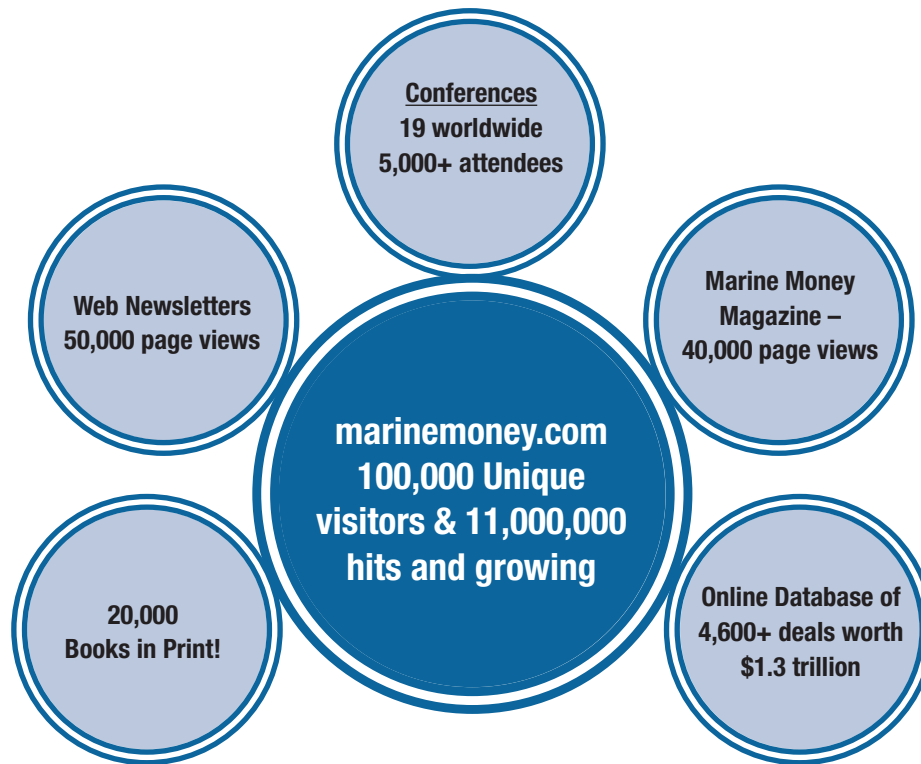 Conferences
19 worldwide
5,000+ attendees
Web Newsletters
50,000 page views
Marine Money
Magazine –
40,000 page views
marinemoney.com
100,000 Unique
visitors & 11,000,000
hits and growing
20,000
Books in Print!
Online Database of
4,600+ deals worth
$1.3 trillion